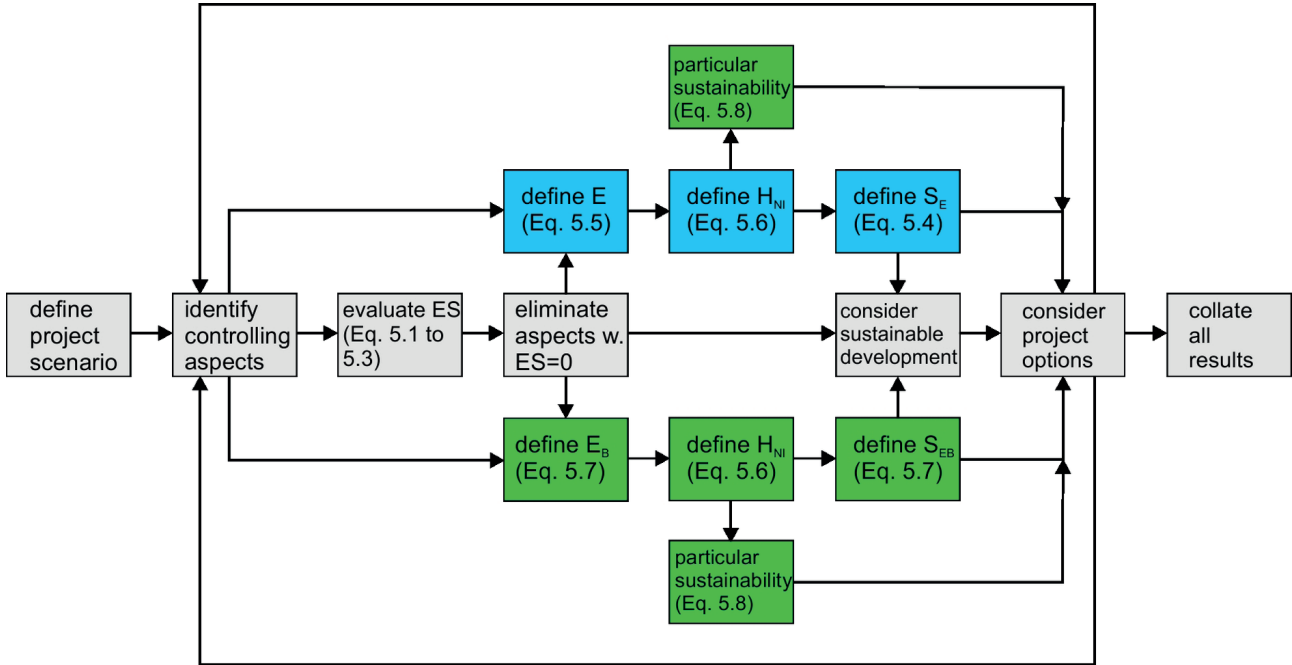 particular
sustainability
(Eq. 5.8)
define E
(Eq. 5.5)
define H_NI
(Eq. 5.6)
define S_E
(Eq. 5.4)
define
project
scenario
identify
controlling
aspects
evaluate ES
(Eq. 5.1 to
5.3)
eliminate
aspects w.
ES=0
consider
sustainable
development
consider
project
options
collate
all
results
define E_B
(Eq. 5.7)
define H_NI
(Eq. 5.6)
define S_EB
(Eq. 5.7)
particular
sustainability
(Eq. 5.8)